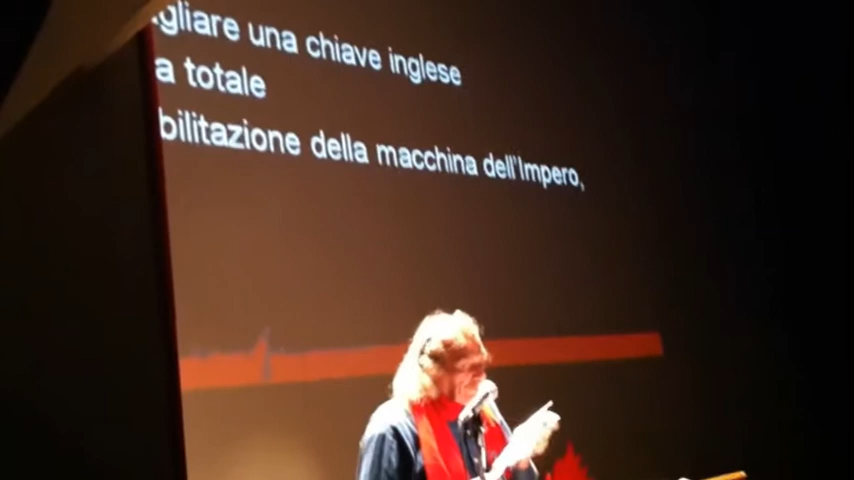 gliare una chiave inglese
a totale
bilitazione della macchina dell'Impero,